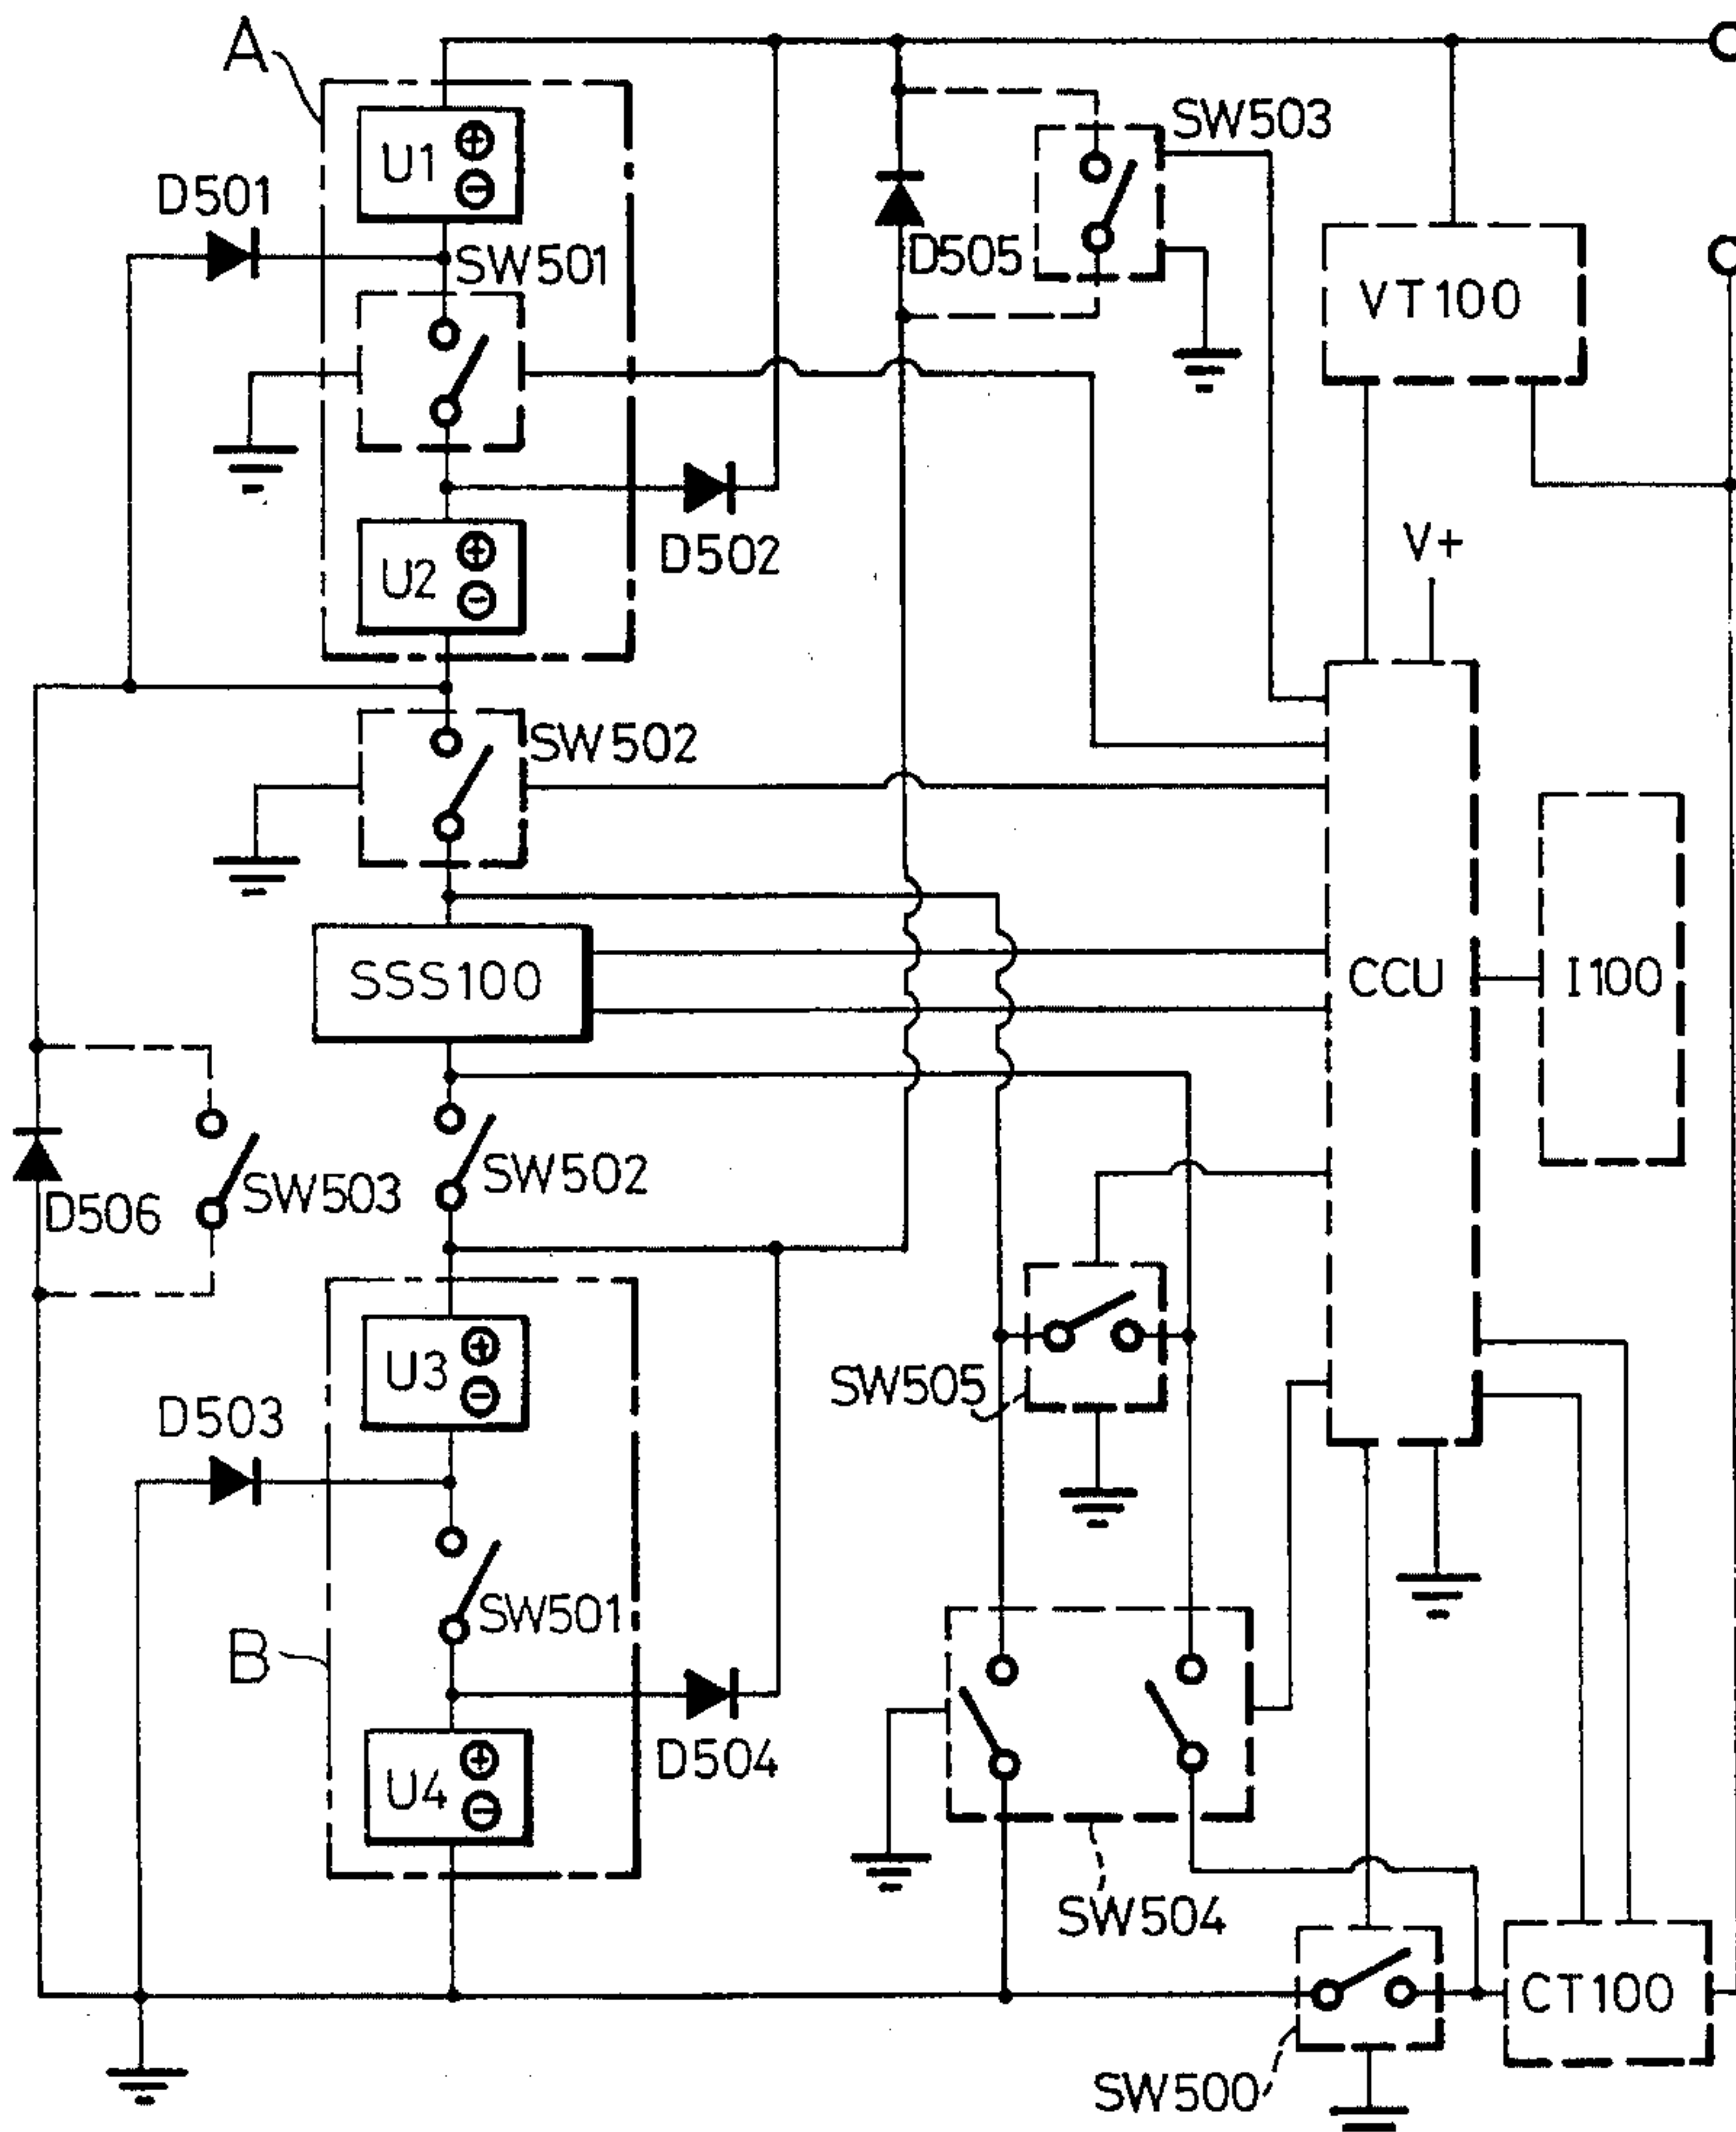 A
U1
⊕
⊖
SW503
D501
SW501
D505
VT100
D502
V+
U2
⊕
⊖
SW502
SSS100
CCU
I100
SW502
SW503
D506
U3
⊕
⊖
SW505
D503
SW501
B
D504
U4
⊕
⊖
SW504
CT100
SW500